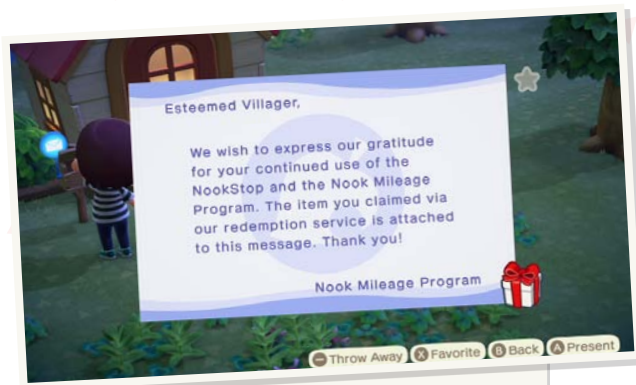 Esteemed Villager,
We wish to express our gratitude
for your continued use of the
NookStop and the Nook Mileage
Program. The item you claimed via
our redemption service is attached
to this message. Thank you!
Nook Mileage Program
Throw Away X Favorite B Back A Present